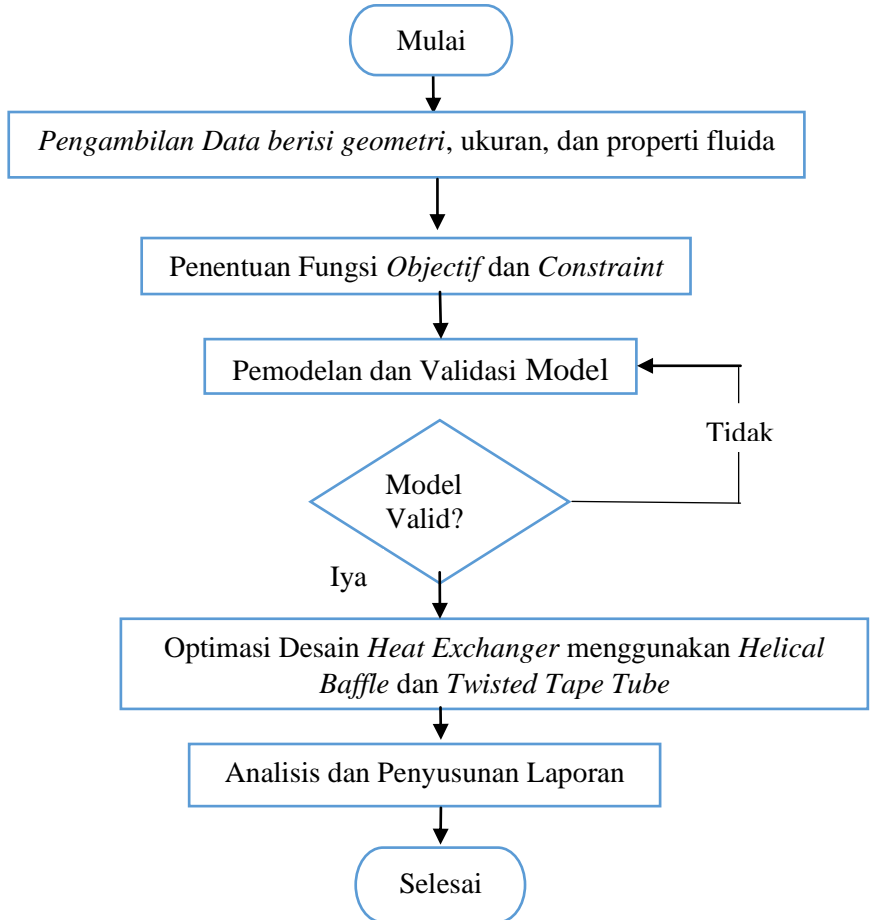 Mulai
Pengambilan Data berisi geometri, ukuran, dan properti fluida
Penentuan Fungsi Objectif dan Constraint
Pemodelan dan Validasi Model
Tidak
Model
Valid?
Iya
Optimasi Desain Heat Exchanger menggunakan Helical
Baffle dan Twisted Tape Tube
Analisis dan Penyusunan Laporan
Selesai